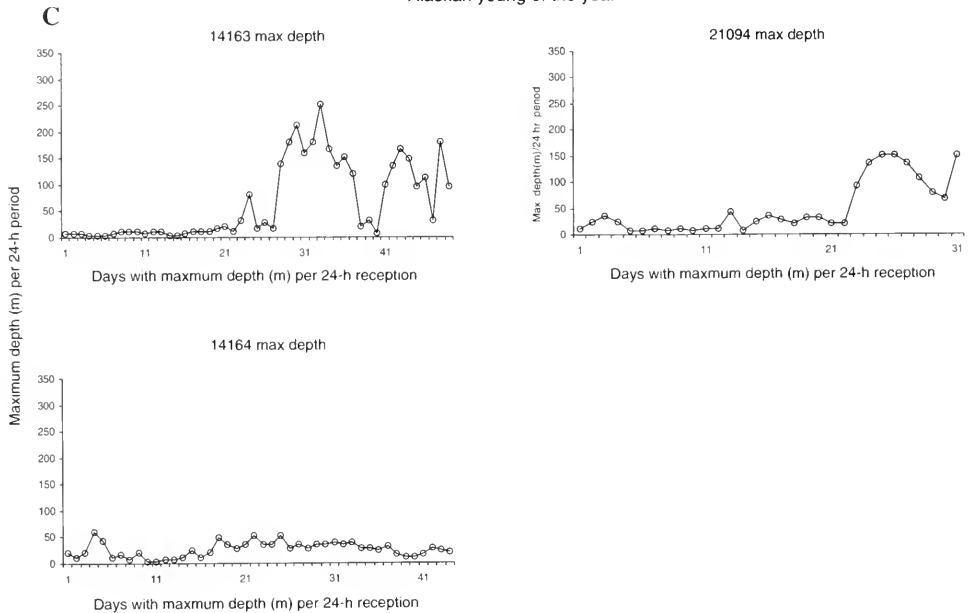 Alaskan young of the year
C
14163 max depth
350
300
250
200
150
100
50
0
1 11 21 31 41
Days with maxmum depth (m) per 24-h reception
21094 max depth
Max depth(m)/24 hr period
350
300
250
200
150
100
50
0
1 11 21 31
Days with maxmum depth (m) per 24-h reception
Maximum depth (m) per 24-h period
14164 max depth
350
300
250
200
150
100
50
0
1 11 21 31 41
Days with maxmum depth (m) per 24-h reception